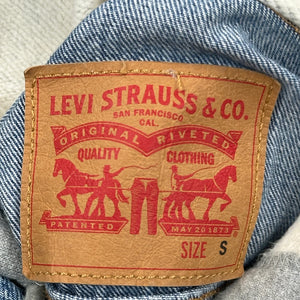 LEVI STRAUSS & CO.
SAN FRANCISCO
CAL
ORIGINAL RIVETED
QUALITY CLOTHING
PATENTED MAY 20 1873
SIZE S